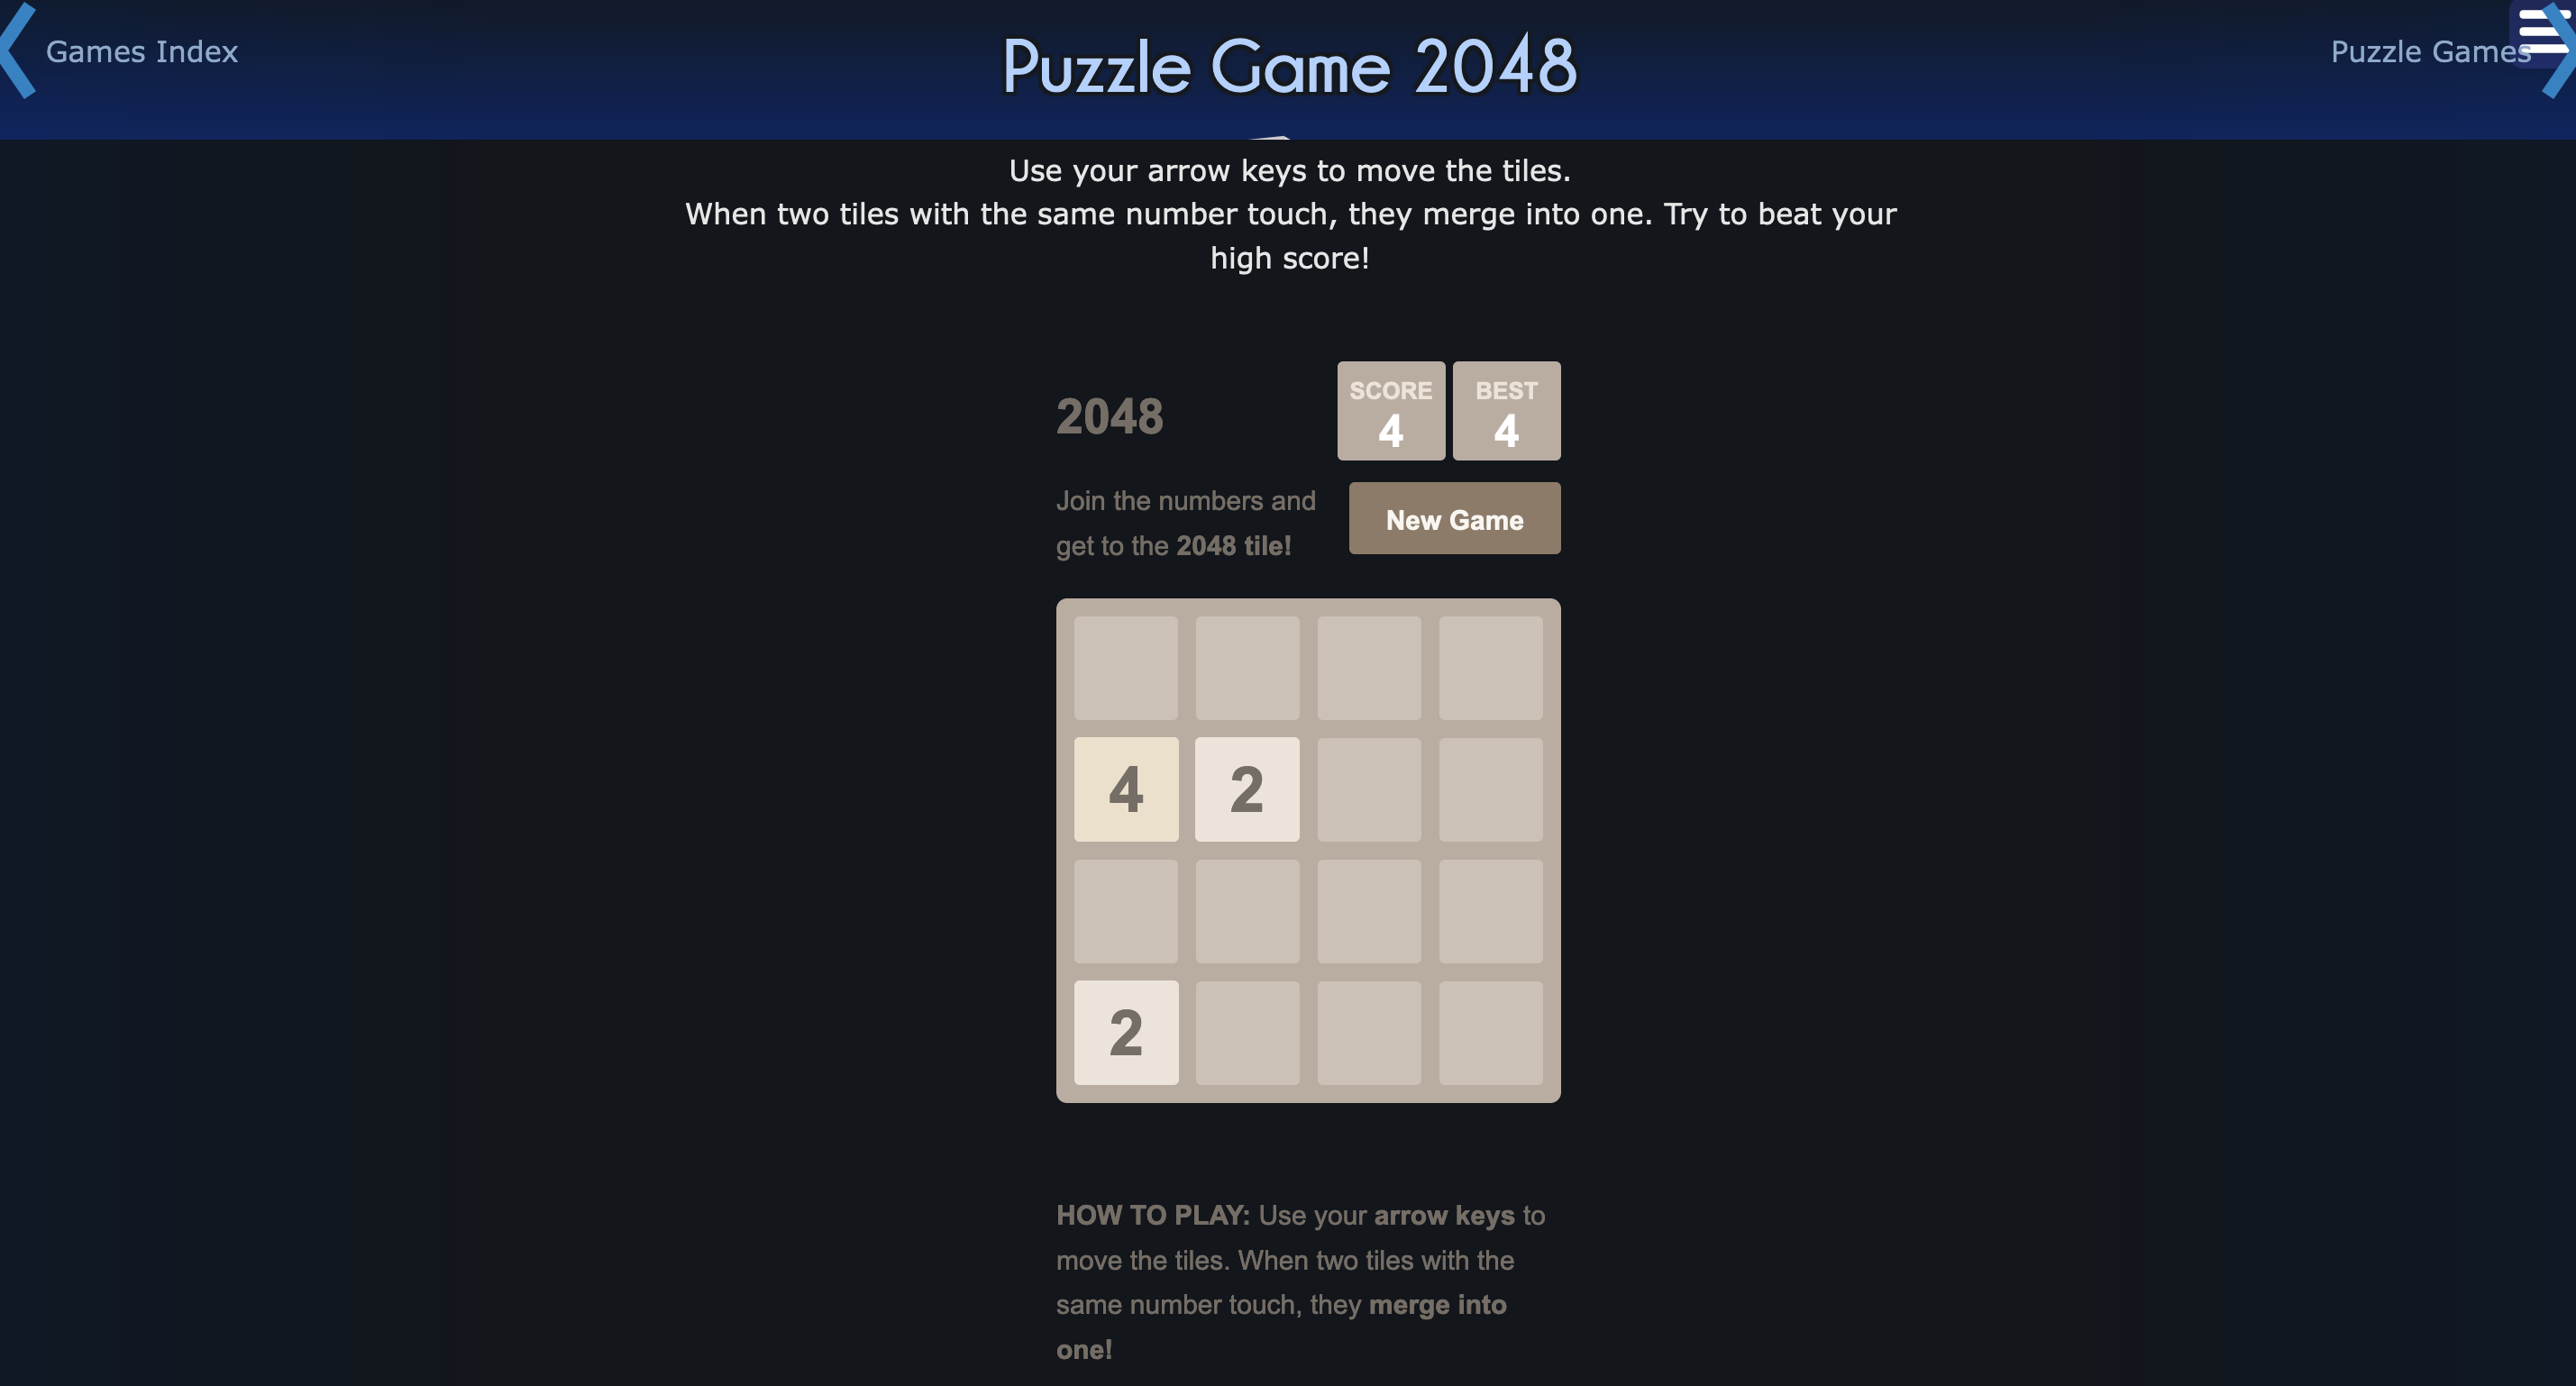 Games Index
Puzzle Game 2048
Puzzle Games
Use your arrow keys to move the tiles.
When two tiles with the same number touch, they merge into one. Try to beat your
high score!
2048
SCORE
4
BEST
4
Join the numbers and
get to the 2048 tile!
New Game
4 2
2
HOW TO PLAY: Use your arrow keys to
move the tiles. When two tiles with the
same number touch, they merge into
one!